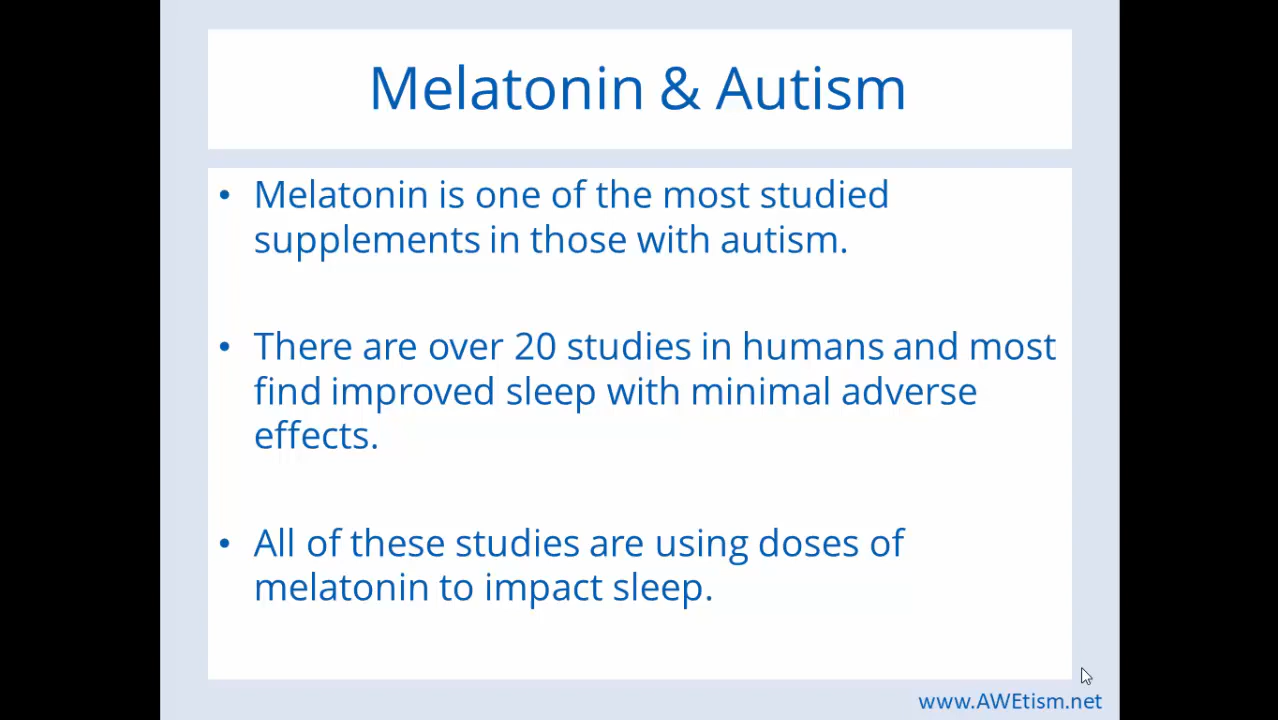 Melatonin & Autism
• Melatonin is one of the most studied
supplements in those with autism.
• There are over 20 studies in humans and most
find improved sleep with minimal adverse
effects.
• All of these studies are using doses of
melatonin to impact sleep.
www.AWEtism.net